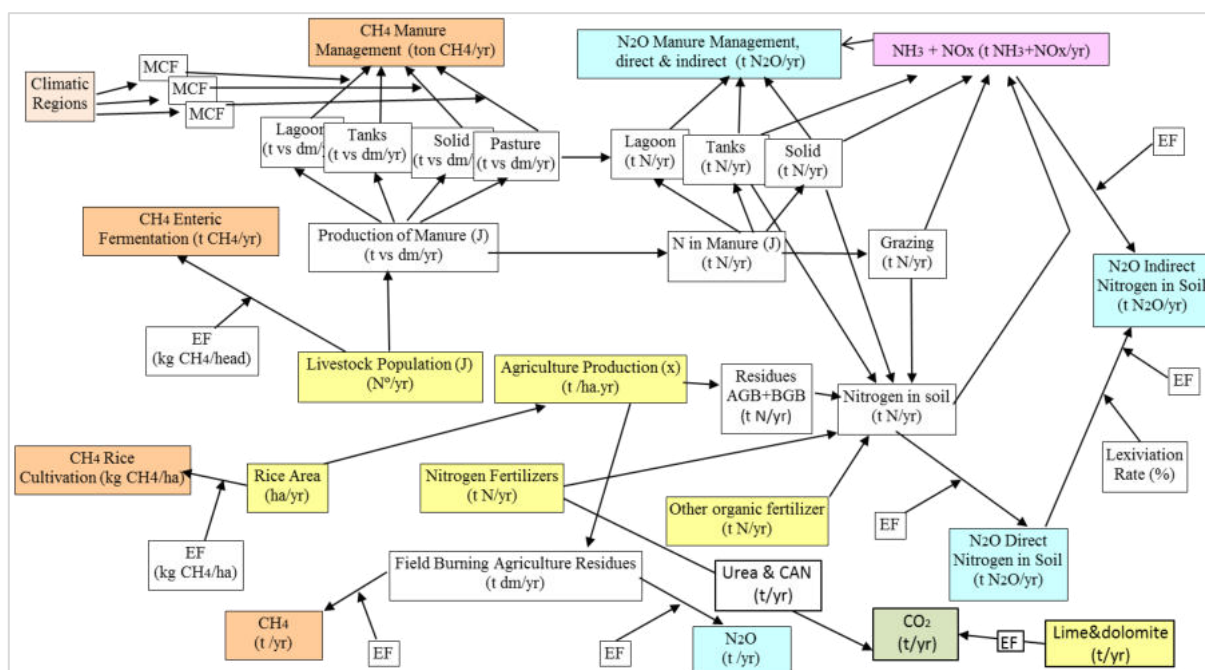 CH4 Manure
Management (ton CH4/yr)
N2O Manure Management,
direct & indirect (t N2O/yr)
NH3 + NOx (t NH3+NOx/yr)
Climatic
Regions
MCF
MCF
MCF
Lagoon
(t vs dm/yr)
Tanks
(t vs dm/yr)
Solid
(t vs dm/
Pasture
(t vs dm/yr)
Lagoon
(t N/yr)
Tanks
(t N/yr)
Solid
(t N/yr)
EF
CH4 Enteric
Fermentation (t CH4/yr)
Production of Manure (J)
(t vs dm/yr)
N in Manure (J)
(t N/yr)
Grazing
(t N/yr)
N2O Indirect
Nitrogen in Soil
(t N2O/yr)
EF
(kg CH4/head)
Livestock Population (J)
(Nº/yr)
Agriculture Production (x)
(t /ha.yr)
Residues
AGB+BGB
(t N/yr)
Nitrogen in soil
(t N/yr)
EF
CH4 Rice
Cultivation (kg CH4/ha)
Rice Area
(ha/yr)
Nitrogen Fertilizers
(t N/yr)
Other organic fertilizer
(t N/yr)
Lexiviation
Rate (%)
EF
EF
(kg CH4/ha)
Field Burning Agriculture Residues
(t dm/yr)
Urea & CAN
(t/yr)
N2O Direct
Nitrogen in Soil
(t N2O/yr)
CH4
(t /yr)
EF
EF
N2O
(t /yr)
CO2
(t/yr)
EF
Lime&dolomite
(t/yr)